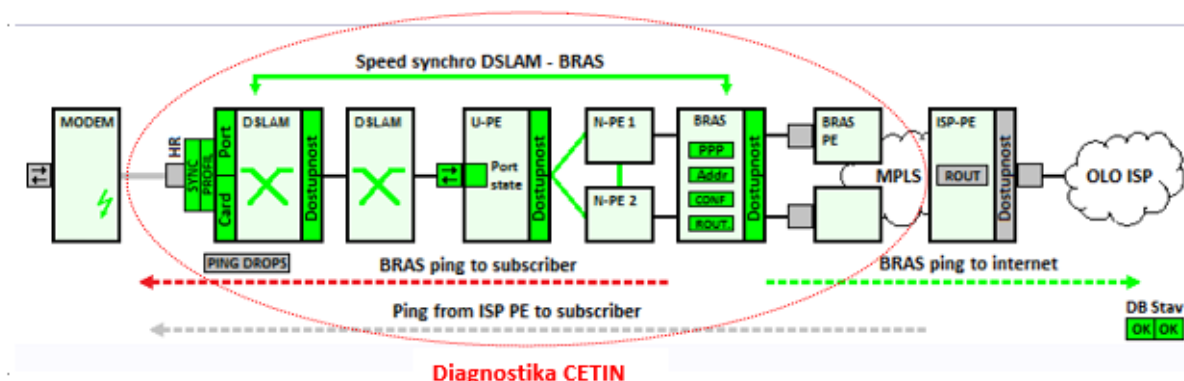 Speed synchro DSLAM - BRAS
MODEM
HR
SYNC
PROFIL
Port
Card
DSLAM
Dostupnost
DSLAM
U-PE
Port
state
Dostupnost
N-PE 1
N-PE 2
BRAS
PPP
Addr
CONF
ROUT
Dostupnost
BRAS
PE
MPLS
ISP-PE
ROUT
Dostupnost
OLO ISP
PING DROPS
BRAS ping to subscriber
BRAS ping to internet
Ping from ISP PE to subscriber
DB Stav
OK OK
Diagnostika CETIN